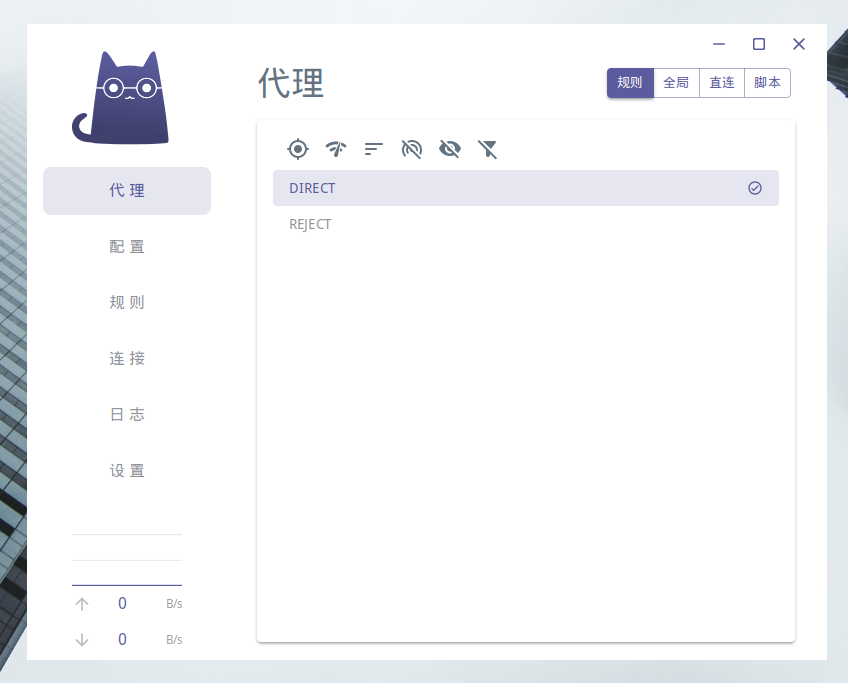 代理
规则 全局 直连 脚本
代理
配置
规则
连接
日志
设置
DIRECT
REJECT
0 B/s
0 B/s